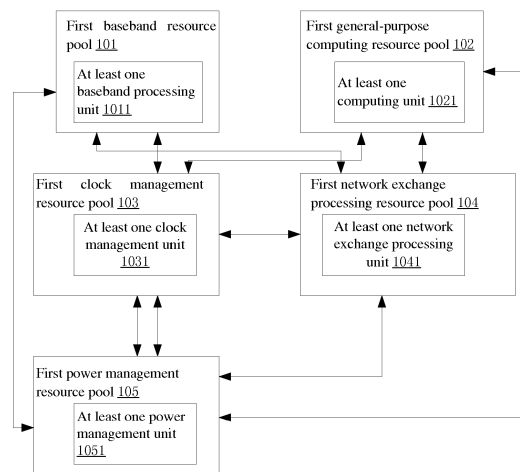 First baseband resource
pool 101
At least one
baseband processing
unit 1011
First general-purpose
computing resource pool 102
At least one
computing unit 1021
First clock management
resource pool 103
At least one clock
management unit
1031
First network exchange
processing resource pool 104
At least one network
exchange processing
unit 1041
First power management
resource pool 105
At least one power
management unit
1051